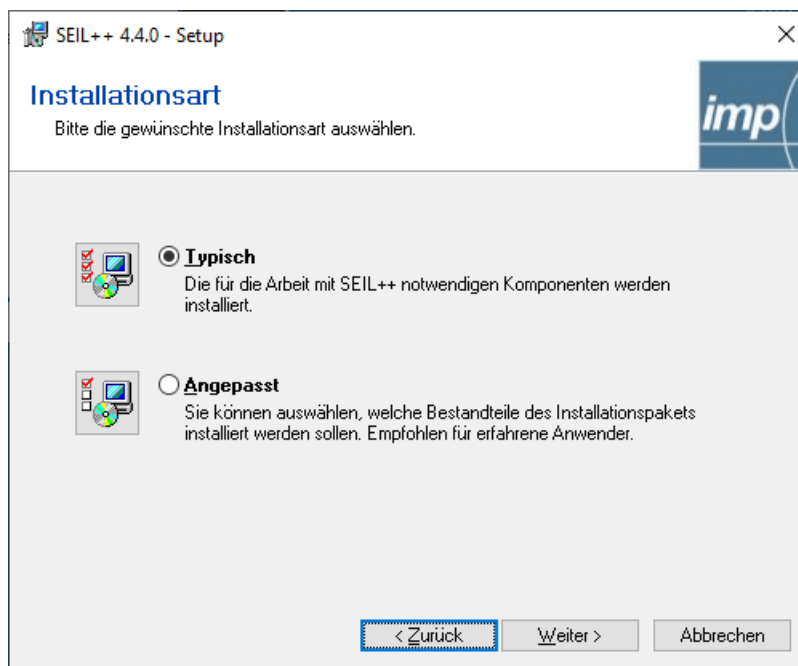 SEIL++ 4.4.0 - Setup
Installationsart
Bitte die gewünschte Installationsart auswählen.
imp
Typisch
Die für die Arbeit mit SEIL++ notwendigen Komponenten werden
installiert.
Angepasst
Sie können auswählen, welche Bestandteile des Installationspakets
installiert werden sollen. Empfohlen für erfahrene Anwender.
< Zurück
Weiter >
Abbrechen